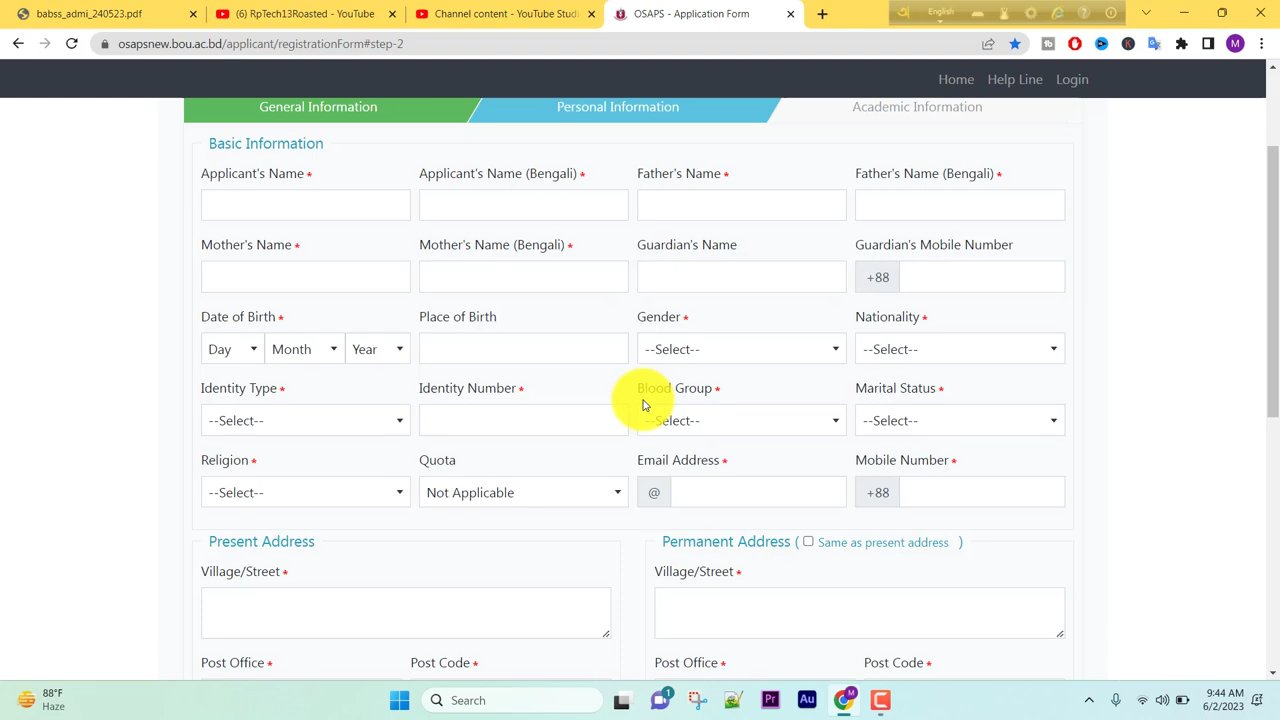 babss_admi_240523.pdf
(6) RpTech13Roasted - YouTube
Channel content - YouTube Studi
OSAPS - Application Form
English
osapsnew.bou.ac.bd/applicant/registrationForm#step-2
M
Home Help Line Login
General Information Personal Information Academic Information
Basic Information
Applicant's Name * Applicant's Name (Bengali) * Father's Name * Father's Name (Bengali) *
Mother's Name * Mother's Name (Bengali) * Guardian's Name Guardian's Mobile Number
+88
Date of Birth * Place of Birth Gender * Nationality *
Day Month Year --Select-- --Select--
Identity Type * Identity Number * Blood Group * Marital Status *
--Select-- --Select-- --Select--
Religion * Quota Email Address * Mobile Number *
--Select-- Not Applicable @ +88
Present Address Permanent Address ( Same as present address )
Village/Street * Village/Street *
Post Office * Post Code * Post Office * Post Code *
88°F
Haze
Search
1
Pr
Au
M
C
9:44 AM
6/2/2023